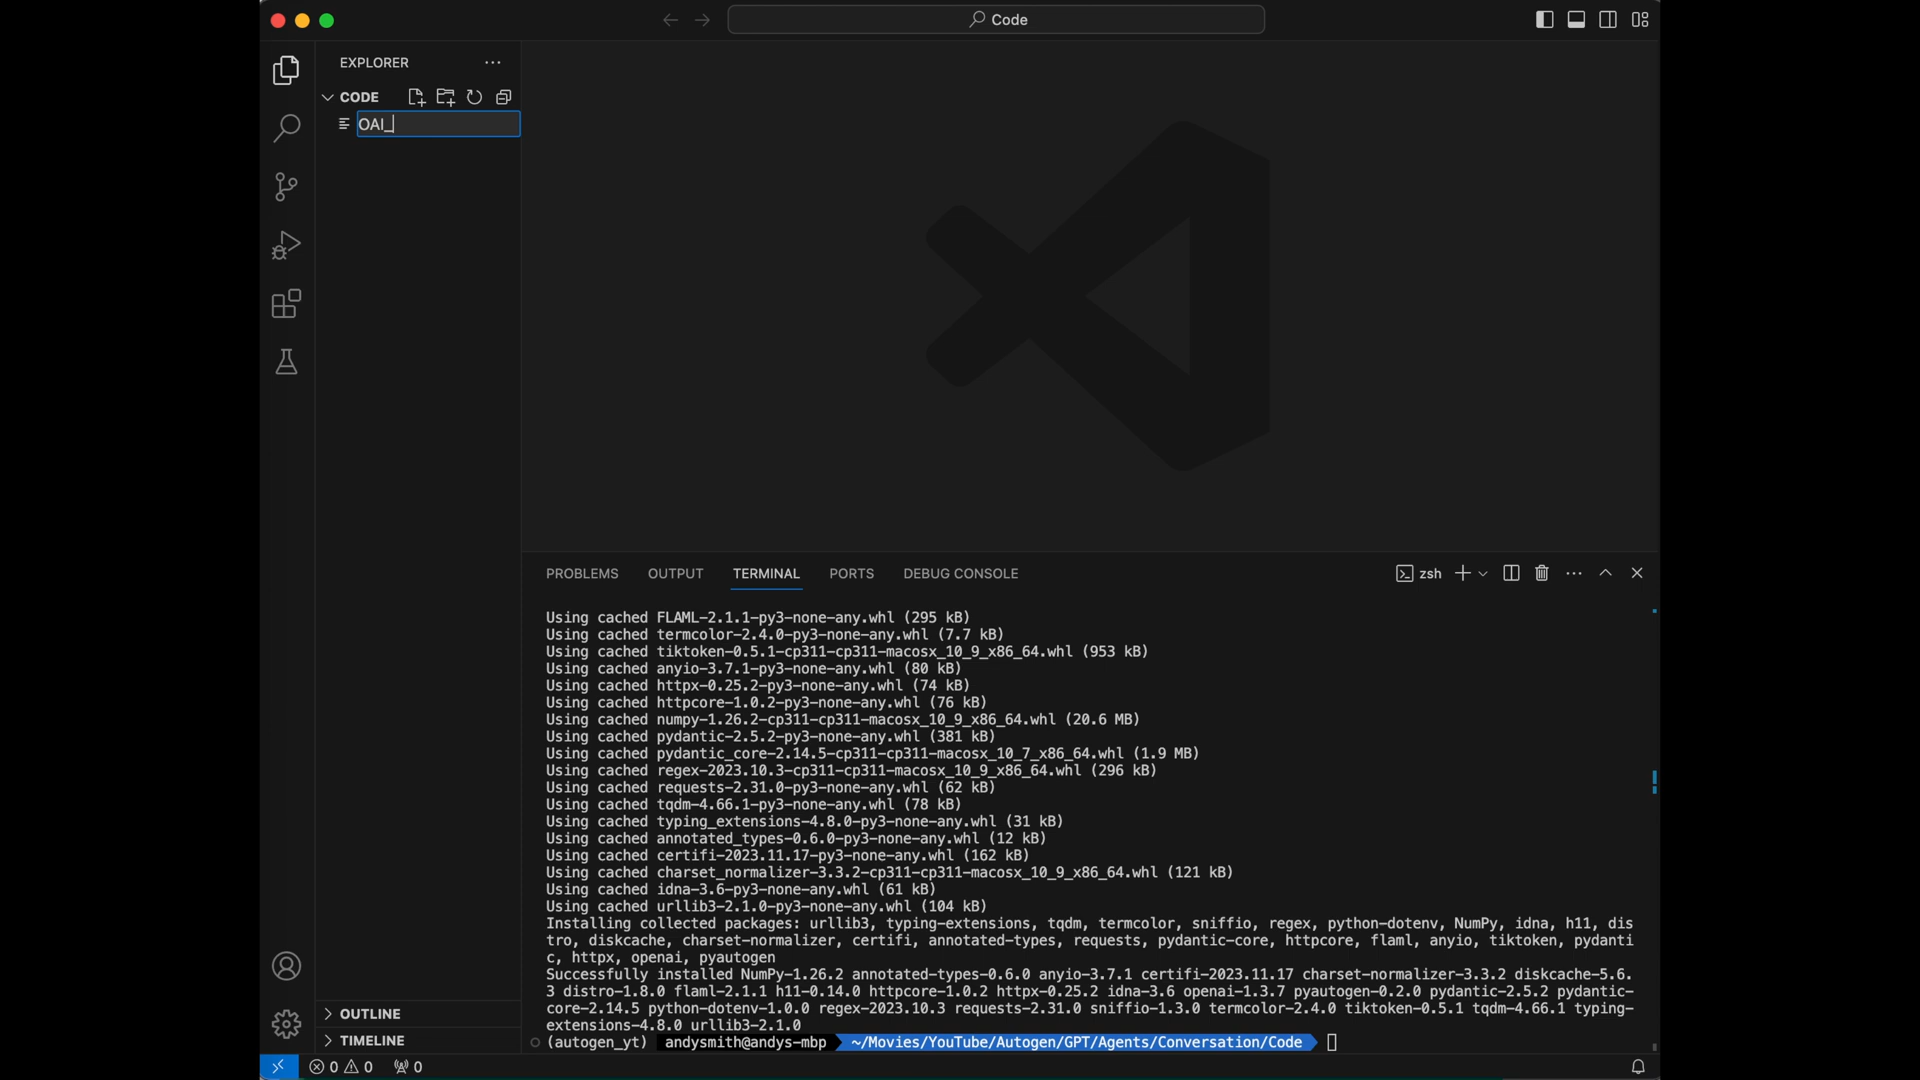 Code
EXPLORER
CODE
OAI_
PROBLEMS
OUTPUT
TERMINAL
PORTS
DEBUG CONSOLE
zsh
Using cached FLAML-2.1.1-py3-none-any.whl (295 kB)
Using cached termcolor-2.4.0-py3-none-any.whl (7.7 kB)
Using cached tiktoken-0.5.1-cp311-cp311-macosx_10_9_x86_64.whl (953 kB)
Using cached anyio-3.7.1-py3-none-any.whl (80 kB)
Using cached httpx-0.25.2-py3-none-any.whl (74 kB)
Using cached httpcore-1.0.2-py3-none-any.whl (76 kB)
Using cached numpy-1.26.2-cp311-cp311-macosx_10_9_x86_64.whl (20.6 MB)
Using cached pydantic-2.5.2-py3-none-any.whl (381 kB)
Using cached pydantic_core-2.14.5-cp311-cp311-macosx_10_7_x86_64.whl (1.9 MB)
Using cached regex-2023.10.3-cp311-cp311-macosx_10_9_x86_64.whl (296 kB)
Using cached requests-2.31.0-py3-none-any.whl (62 kB)
Using cached tqdm-4.66.1-py3-none-any.whl (78 kB)
Using cached typing_extensions-4.8.0-py3-none-any.whl (31 kB)
Using cached annotated_types-0.6.0-py3-none-any.whl (12 kB)
Using cached certifi-2023.11.17-py3-none-any.whl (162 kB)
Using cached charset_normalizer-3.3.2-cp311-cp311-macosx_10_9_x86_64.whl (121 kB)
Using cached idna-3.6-py3-none-any.whl (61 kB)
Using cached urllib3-2.1.0-py3-none-any.whl (104 kB)
Installing collected packages: urllib3, typing-extensions, tqdm, termcolor, sniffio, regex, python-dotenv, NumPy, idna, h11, dis
tro, diskcache, charset-normalizer, certifi, annotated-types, requests, pydantic-core, httpcore, flaml, anyio, tiktoken, pydanti
c, httpx, openai, pyautogen
Successfully installed NumPy-1.26.2 annotated-types-0.6.0 anyio-3.7.1 certifi-2023.11.17 charset-normalizer-3.3.2 diskcache-5.6.
3 distro-1.8.0 flaml-2.1.1 h11-0.14.0 httpcore-1.0.2 httpx-0.25.2 idna-3.6 openai-1.3.7 pyautogen-0.2.0 pydantic-2.5.2 pydantic-
core-2.14.5 python-dotenv-1.0.0 regex-2023.10.3 requests-2.31.0 sniffio-1.3.0 termcolor-2.4.0 tiktoken-0.5.1 tqdm-4.66.1 typing-
extensions-4.8.0 urllib3-2.1.0
(autogen_yt) andysmith@andys-mbp ~/Movies/YouTube/Autogen/GPT/Agents/Conversation/Code
OUTLINE
TIMELINE
0 0 0